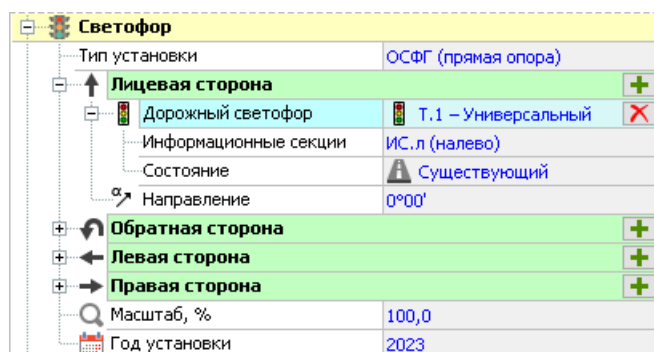 Светофор
Тип установки ОСФГ (прямая опора)
Лицевая сторона
Дорожный светофор Т.1 – Универсальный
Информационные секции ИС.л (налево)
Состояние Существующий
α Направление 0°00'
Обратная сторона
Левая сторона
Правая сторона
Масштаб, % 100,0
Год установки 2023